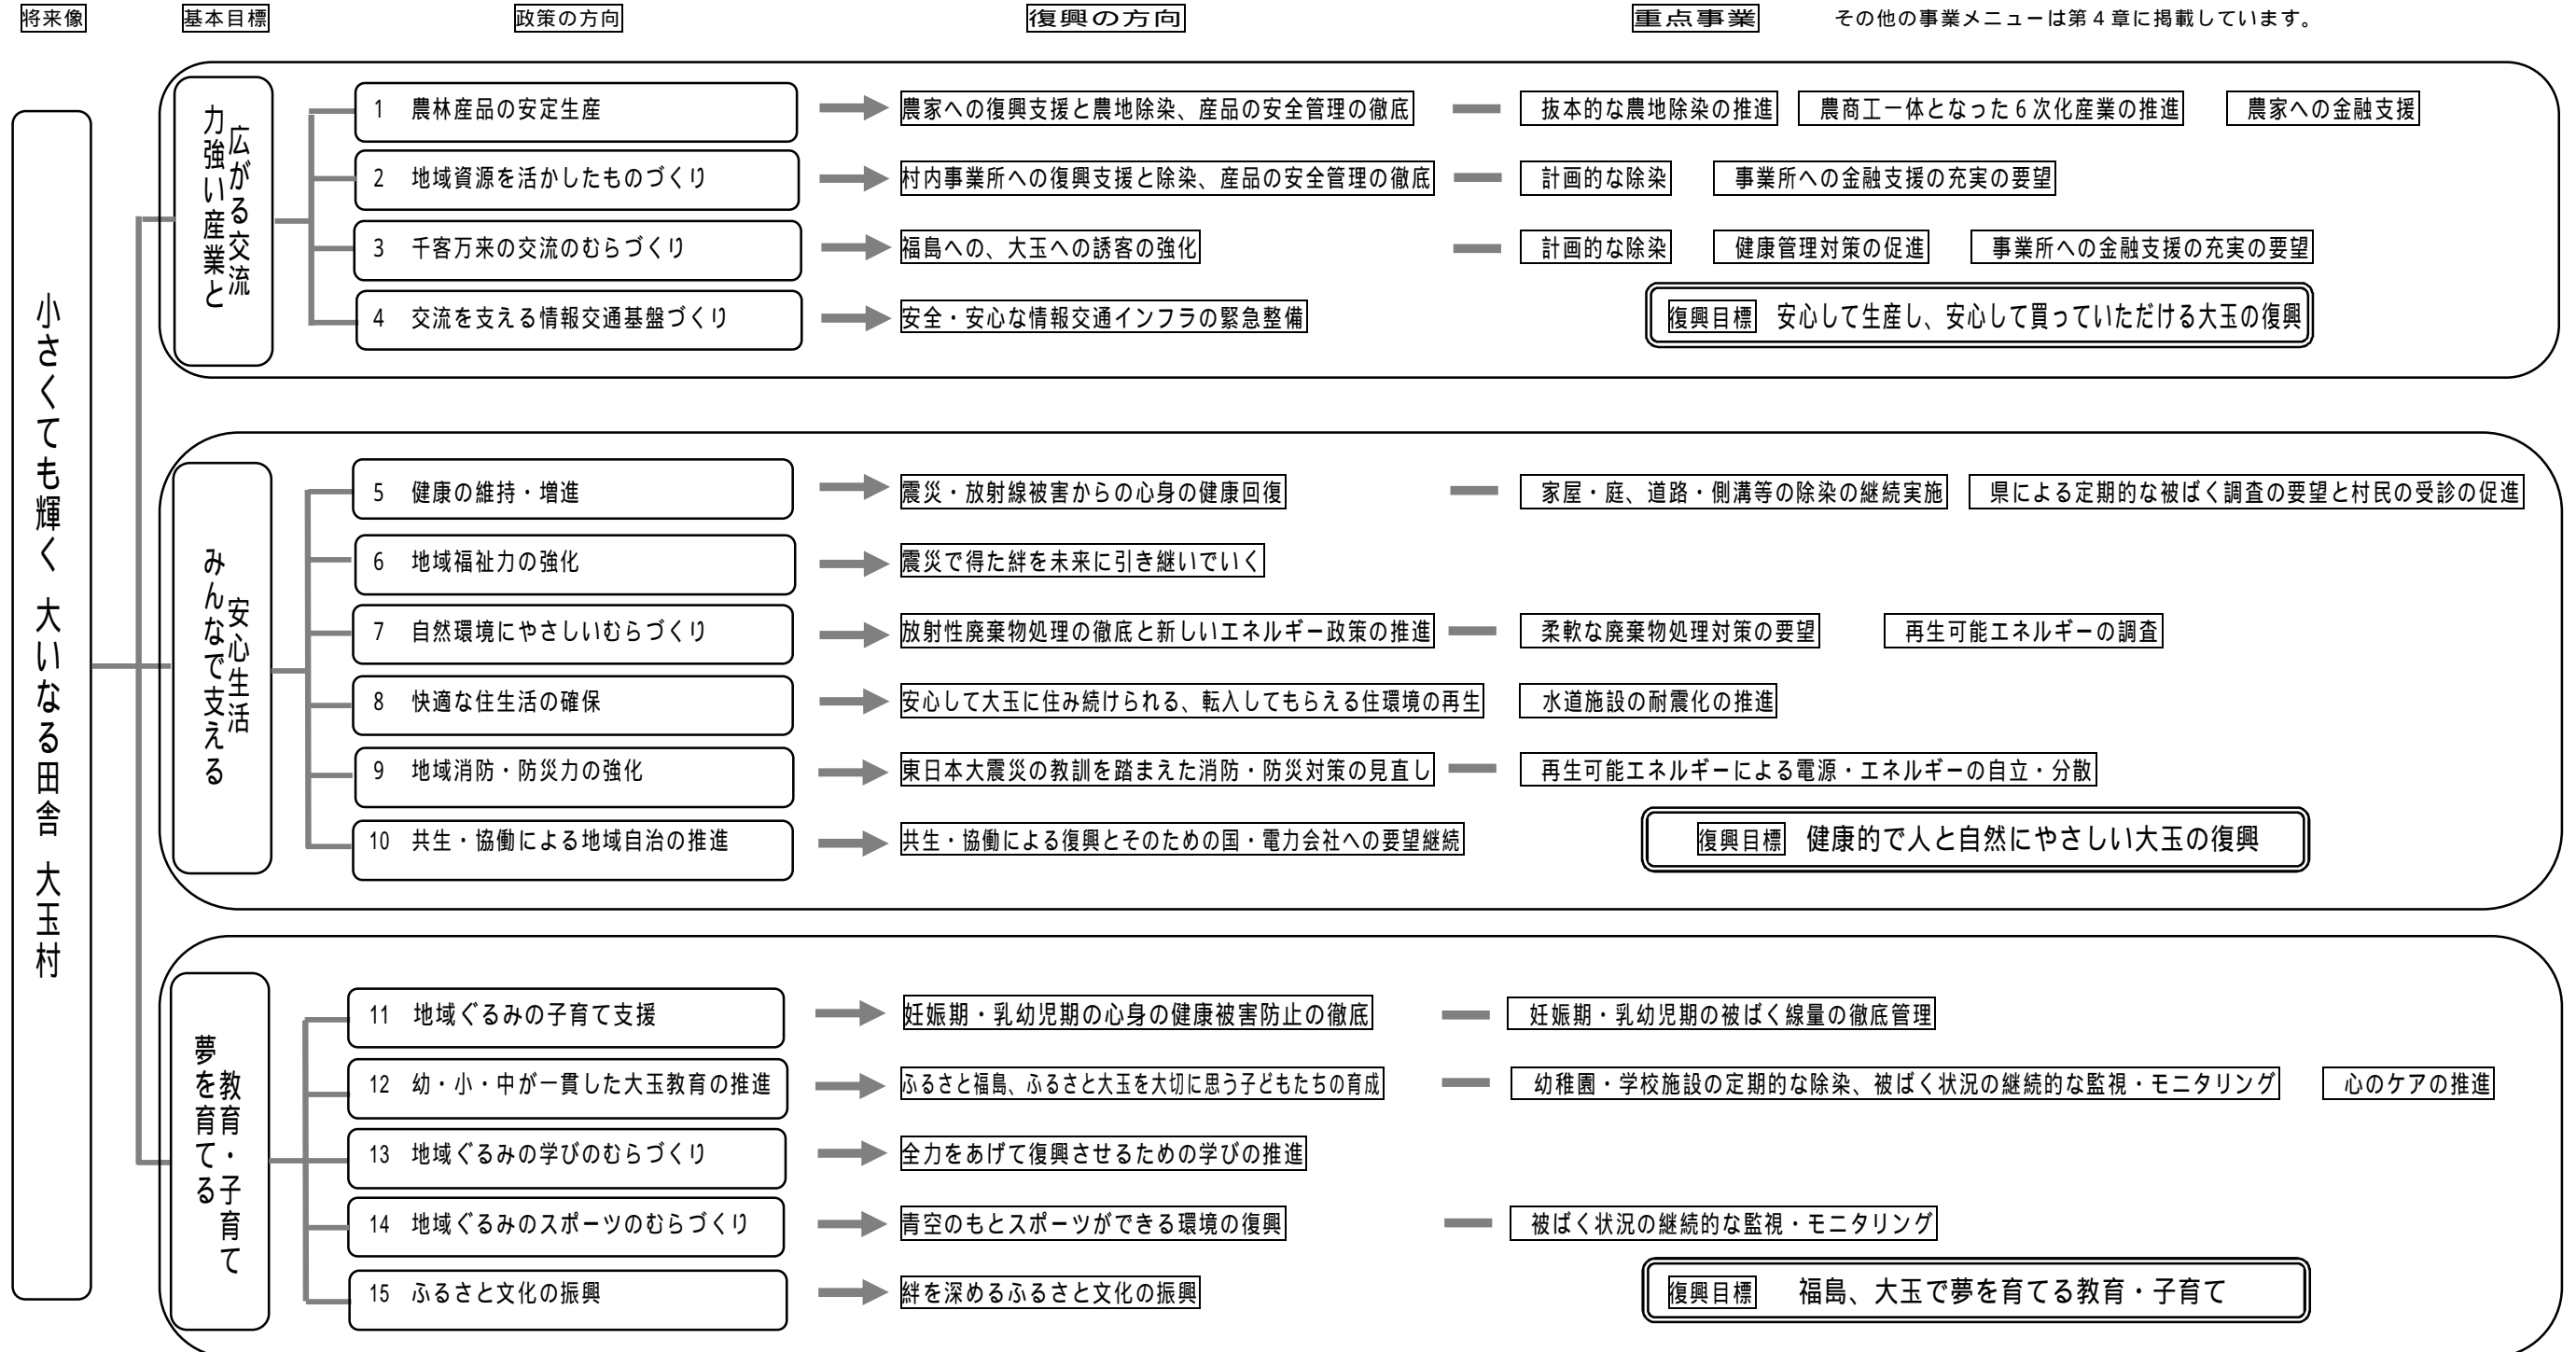 将来像
基本目標
政策の方向
復興の方向
重点事業
その他の事業メニューは第４章に掲載しています。
小さくても輝く 大いなる田舎 大玉村
力強い産業と
広がる交流
1 農林産品の安定生産
農家への復興支援と農地除染、産品の安全管理の徹底
抜本的な農地除染の推進
農商工一体となった６次化産業の推進
農家への金融支援
2 地域資源を活かしたものづくり
村内事業所への復興支援と除染、産品の安全管理の徹底
計画的な除染
事業所への金融支援の充実の要望
3 千客万来の交流のむらづくり
福島への、大玉への誘客の強化
計画的な除染
健康管理対策の促進
事業所への金融支援の充実の要望
4 交流を支える情報交通基盤づくり
安全・安心な情報交通インフラの緊急整備
復興目標 安心して生産し、安心して買っていただける大玉の復興
みんなで支える
安心生活
5 健康の維持・増進
震災・放射線被害からの心身の健康回復
家屋・庭、道路・側溝等の除染の継続実施
県による定期的な被ばく調査の要望と村民の受診の促進
6 地域福祉力の強化
震災で得た絆を未来に引き継いでいく
7 自然環境にやさしいむらづくり
放射性廃棄物処理の徹底と新しいエネルギー政策の推進
柔軟な廃棄物処理対策の要望
再生可能エネルギーの調査
8 快適な住生活の確保
安心して大玉に住み続けられる、転入してもらえる住環境の再生
水道施設の耐震化の推進
9 地域消防・防災力の強化
東日本大震災の教訓を踏まえた消防・防災対策の見直し
再生可能エネルギーによる電源・エネルギーの自立・分散
10 共生・協働による地域自治の推進
共生・協働による復興とそのための国・電力会社への要望継続
復興目標 健康的で人と自然にやさしい大玉の復興
夢を育てる
教育・子育て
11 地域ぐるみの子育て支援
妊娠期・乳幼児期の心身の健康被害防止の徹底
妊娠期・乳幼児期の被ばく線量の徹底管理
12 幼・小・中が一貫した大玉教育の推進
ふるさと福島、ふるさと大玉を大切に思う子どもたちの育成
幼稚園・学校施設の定期的な除染、被ばく状況の継続的な監視・モニタリング
心のケアの推進
13 地域ぐるみの学びのむらづくり
全力をあげて復興させるための学びの推進
14 地域ぐるみのスポーツのむらづくり
青空のもとスポーツができる環境の復興
被ばく状況の継続的な監視・モニタリング
15 ふるさと文化の振興
絆を深めるふるさと文化の振興
復興目標 福島、大玉で夢を育てる教育・子育て